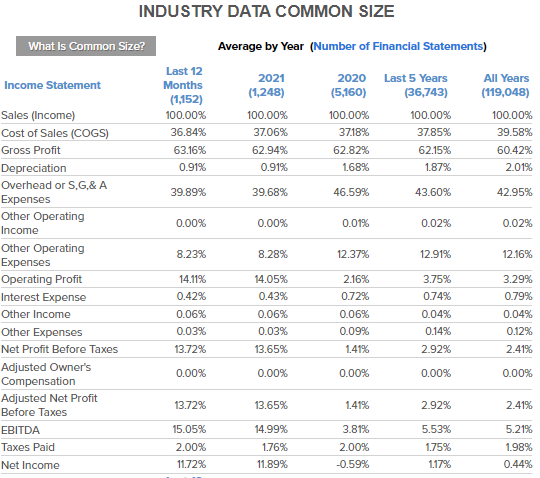 INDUSTRY DATA COMMON SIZE
What Is Common Size? Average by Year (Number of Financial Statements)
Income Statement Last 12 Months (1,152) 2021 (1,248) 2020 (5,160) Last 5 Years (36,743) All Years (119,048)
Sales (Income) 100.00% 100.00% 100.00% 100.00% 100.00%
Cost of Sales (COGS) 36.84% 37.06% 37.18% 37.85% 39.58%
Gross Profit 63.16% 62.94% 62.82% 62.15% 60.42%
Depreciation 0.91% 0.91% 1.68% 1.87% 2.01%
Overhead or S,G,& A Expenses 39.89% 39.68% 46.59% 43.60% 42.95%
Other Operating Income 0.00% 0.00% 0.01% 0.02% 0.02%
Other Operating Expenses 8.23% 8.28% 12.37% 12.91% 12.16%
Operating Profit 14.11% 14.05% 2.16% 3.75% 3.29%
Interest Expense 0.42% 0.43% 0.72% 0.74% 0.79%
Other Income 0.06% 0.06% 0.06% 0.04% 0.04%
Other Expenses 0.03% 0.03% 0.09% 0.14% 0.12%
Net Profit Before Taxes 13.72% 13.65% 1.41% 2.92% 2.41%
Adjusted Owner's Compensation 0.00% 0.00% 0.00% 0.00% 0.00%
Adjusted Net Profit Before Taxes 13.72% 13.65% 1.41% 2.92% 2.41%
EBITDA 15.05% 14.99% 3.81% 5.53% 5.21%
Taxes Paid 2.00% 1.76% 2.00% 1.75% 1.98%
Net Income 11.72% 11.89% -0.59% 1.17% 0.44%